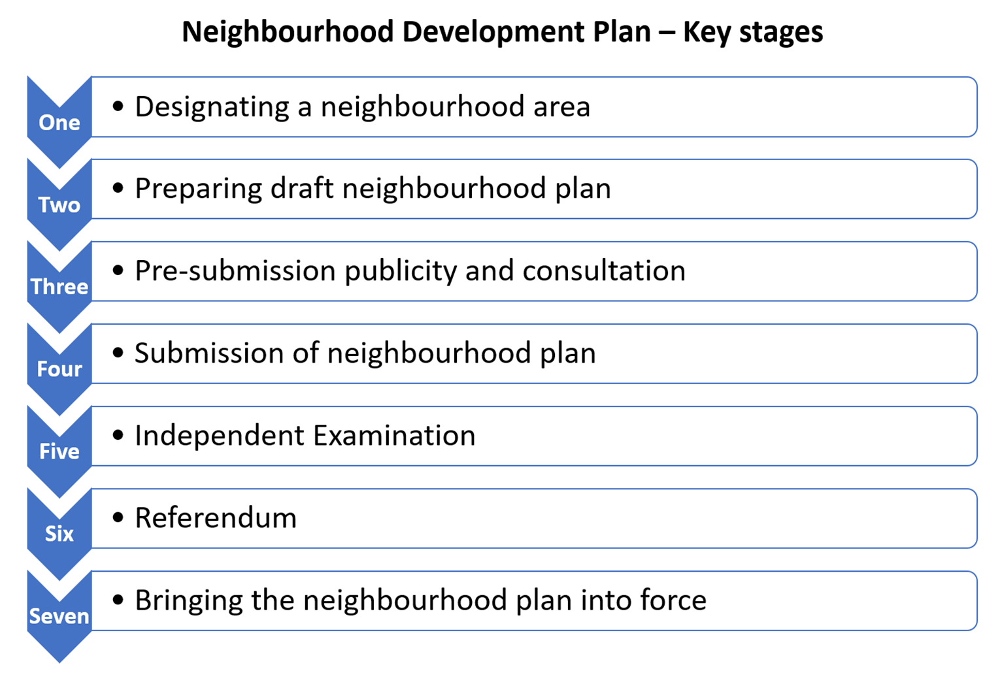 Neighbourhood Development Plan – Key stages
One
• Designating a neighbourhood area
Two
• Preparing draft neighbourhood plan
Three
• Pre-submission publicity and consultation
Four
• Submission of neighbourhood plan
Five
• Independent Examination
Six
• Referendum
Seven
• Bringing the neighbourhood plan into force